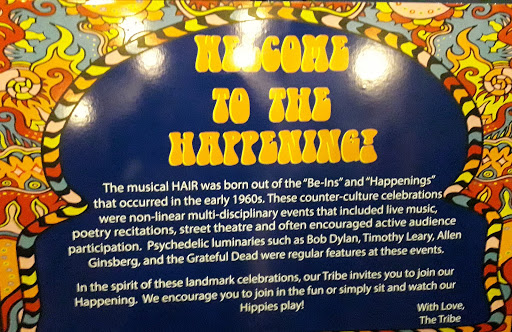 WELCOME
TO THE
HAPPENING!
The musical HAIR was born out of the "Be-Ins" and "Happenings"
that occurred in the early 1960s. These counter-culture celebrations
were non-linear multi-disciplinary events that included live music,
poetry recitations, street theatre and often encouraged active audience
participation. Psychedelic luminaries such as Bob Dylan, Timothy Leary, Allen
Ginsberg, and the Grateful Dead were regular features at these events.
In the spirit of these landmark celebrations, our Tribe invites you to join our
Happening. We encourage you to join in the fun or simply sit and watch our
Hippies play!
With Love,
The Tribe